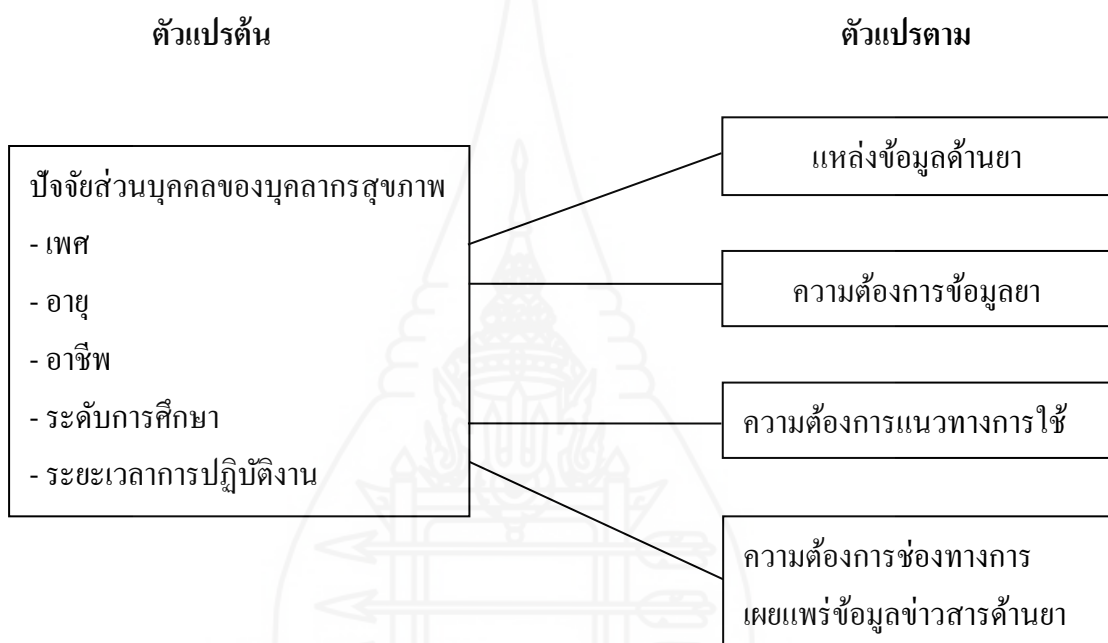 ตัวแปรต้น
ตัวแปรตาม
ปัจจัยส่วนบุคคลของบุคลากรสุขภาพ
- เพศ
- อายุ
- อาชีพ
- ระดับการศึกษา
- ระยะเวลาการปฏิบัติงาน
แหล่งข้อมูลด้านยา
ความต้องการข้อมูลยา
ความต้องการแนวทางการใช้
ความต้องการช่องทางการ
เผยแพร่ข้อมูลข่าวสารด้านยา